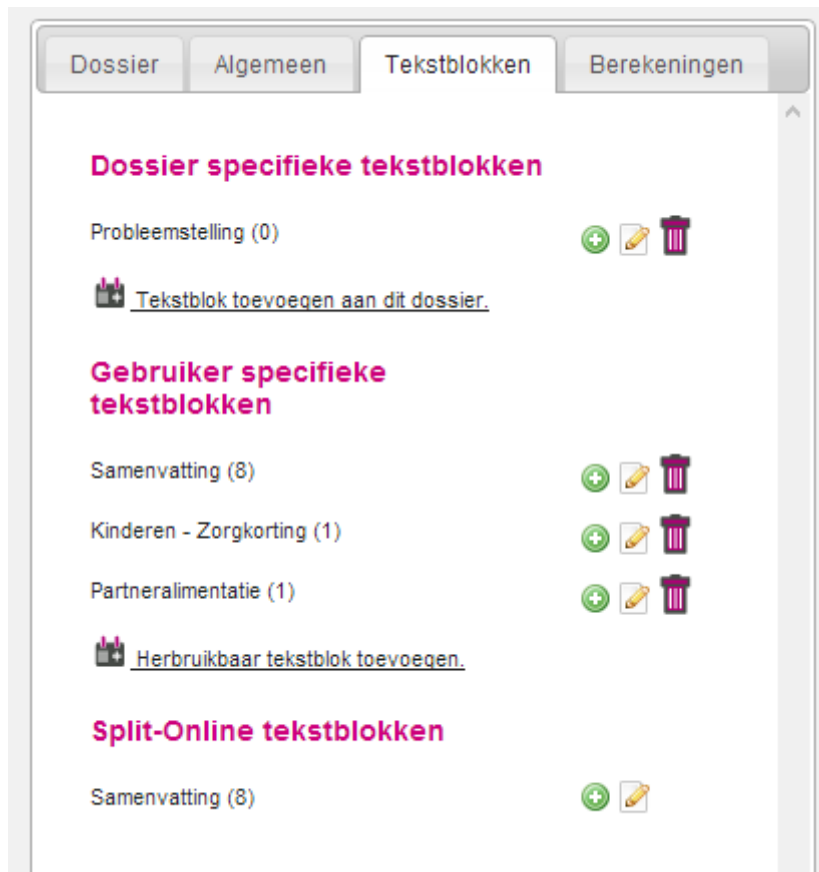 Dossier Algemeen Tekstblokken Berekeningen
Dossier specifieke tekstblokken
Probleemstelling (0)
Tekstblok toevoegen aan dit dossier.
Gebruiker specifieke
tekstblokken
Samenvatting (8)
Kinderen - Zorgkorting (1)
Partneralimentatie (1)
Herbruikbaar tekstblok toevoegen.
Split-Online tekstblokken
Samenvatting (8)